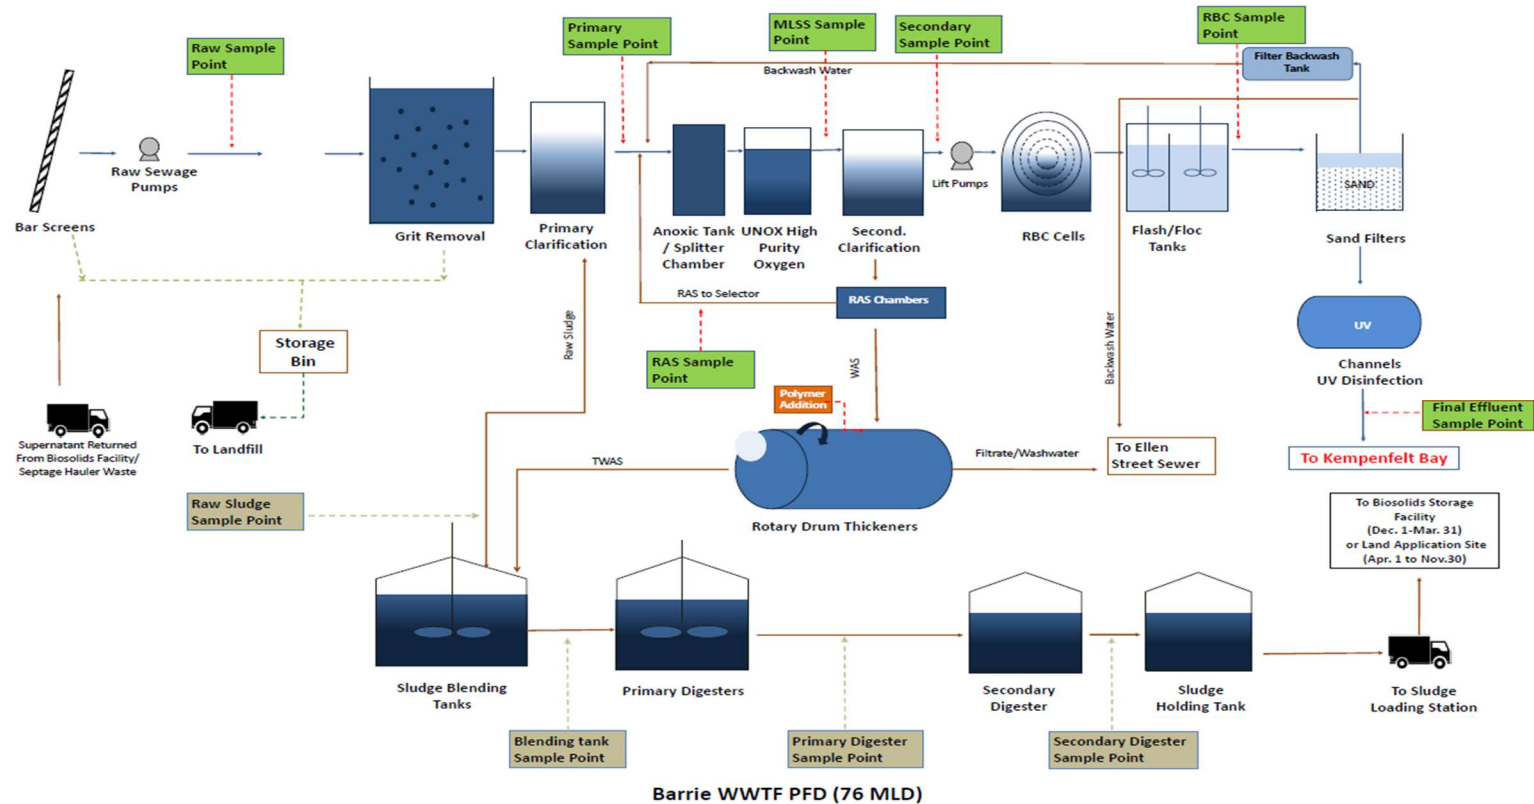 Raw Sample
Point
Primary
Sample Point
MLSS Sample
Point
Secondary
Sample Point
RBC Sample
Point
Filter Backwash
Tank
Backwash Water
Raw Sewage
Pumps
Lift Pumps
SAND
Bar Screens
Grit Removal
Primary
Clarification
Anoxic Tank
/ Splitter
Chamber
UNOX High
Purity
Oxygen
Second.
Clarification
RBC Cells
Flash/Floc
Tanks
Sand Filters
RAS to Selector
RAS Chambers
Raw Sludge
Storage
Bin
RAS Sample
Point
WAS
Backwash Water
UV
Channels
UV Disinfection
Polymer
Addition
Final Effluent
Sample Point
Supernatant Returned
From Biosolids Facility/
Septage Hauler Waste
To Landfill
TWAS
Filtrate/Washwater
To Ellen
Street Sewer
To Kempenfelt Bay
Raw Sludge
Sample Point
Rotary Drum Thickeners
To Biosolids Storage
Facility
(Dec. 1-Mar. 31)
or Land Application Site
(Apr. 1 to Nov.30)
Sludge Blending
Tanks
Primary Digesters
Secondary
Digester
Sludge
Holding Tank
To Sludge
Loading Station
Blending tank
Sample Point
Primary Digester
Sample Point
Secondary Digester
Sample Point
Barrie WWTF PFD (76 MLD)